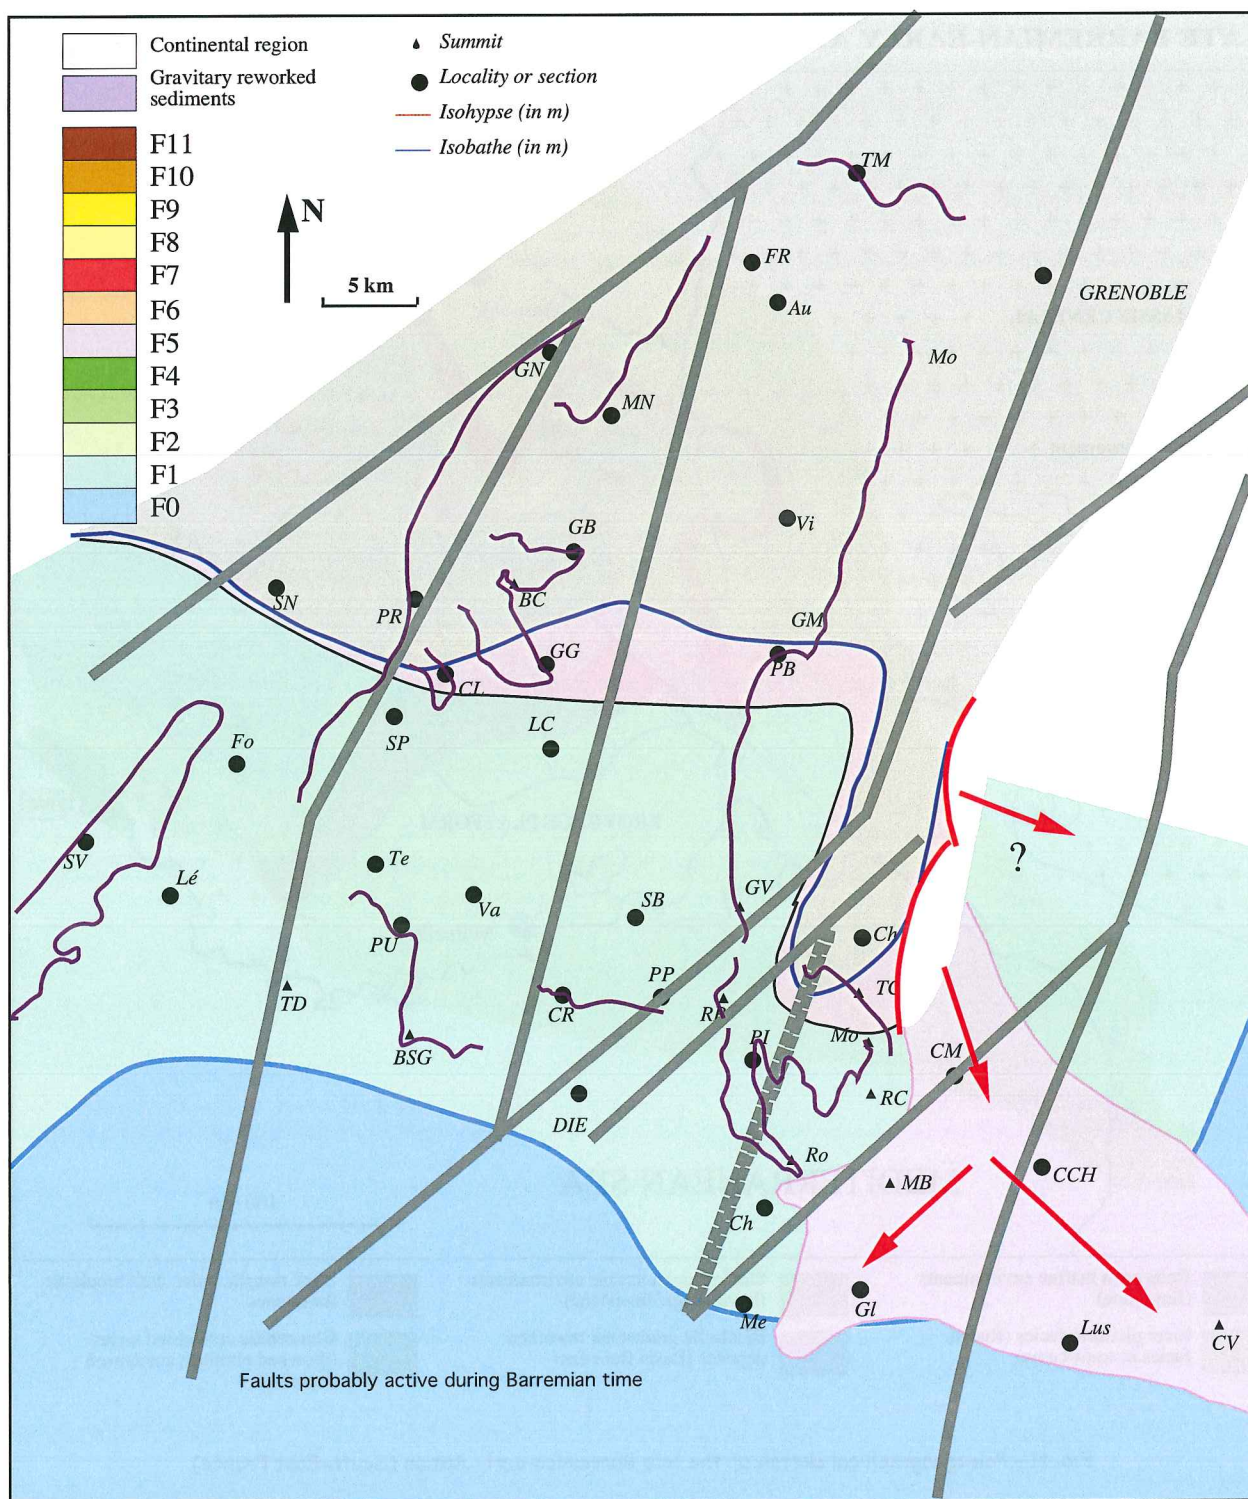 Continental region
Gravitary reworked
sediments
F11
F10
F9
F8
F7
F6
F5
F4
F3
F2
F1
F0
Summit
Locality or section
Isohypse (in m)
Isobathe (in m)
N
5 km
TM
FR
Au
GRENOBLE
GN
Mo
MN
Vi
GB
BC
SN
PR
GM
GG
PB
CL
SP
LC
Fo
SV
Lé
Te
Va
SB
GV
?
PU
Ch
TD
CR
PP
BSG
PI
Mo
CM
RC
DIE
Ro
MB
CCH
Ch
Gl
Me
Lus
CV
Faults probably active during Barremian time